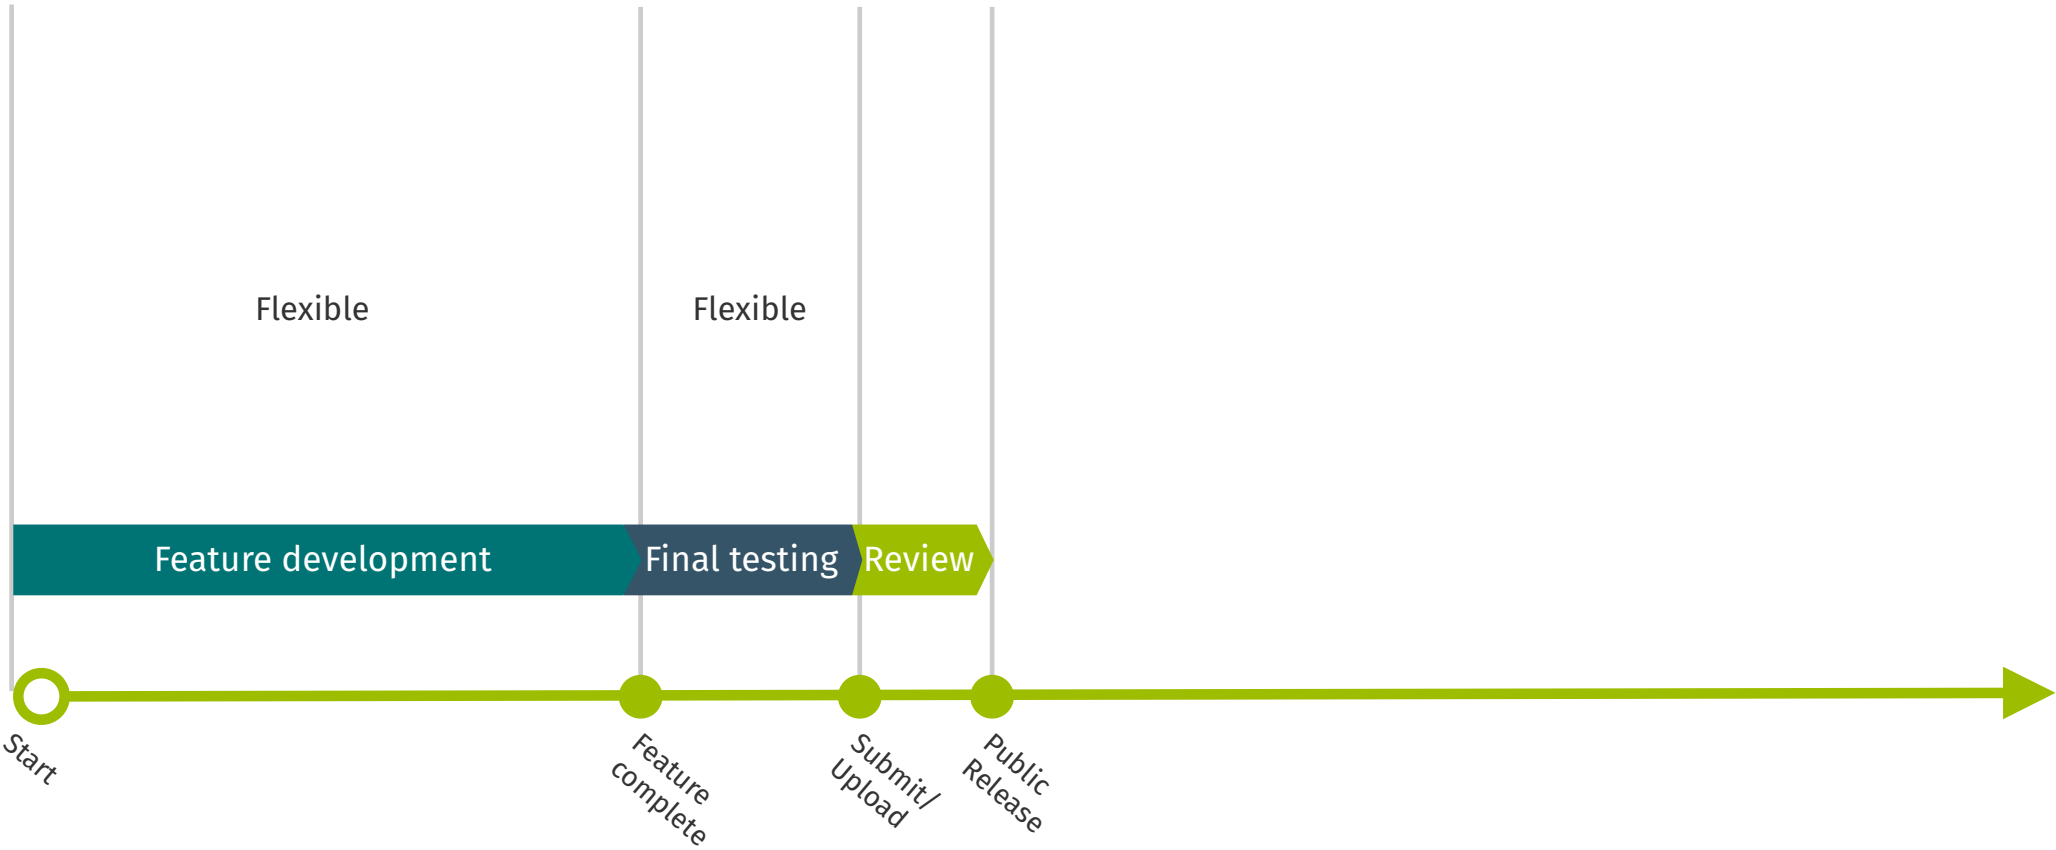 Flexible
Flexible
Feature development
Final testing
Review
Start
Feature
complete
Submit/
Upload
Public
Release